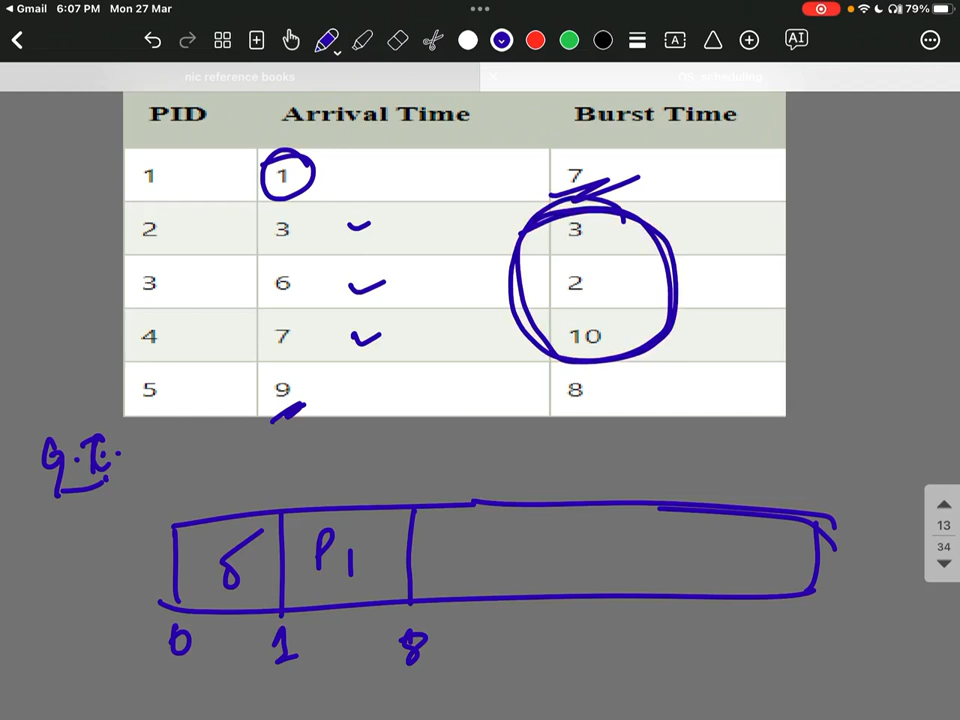 Gmail 6:07 PM Mon 27 Mar 79%
AI
nic reference books × OS_scheduling
PID Arrival Time Burst Time
1 1 7
2 3 3
3 6 2
4 7 10
5 9 8
13
34
P1
0 1 8